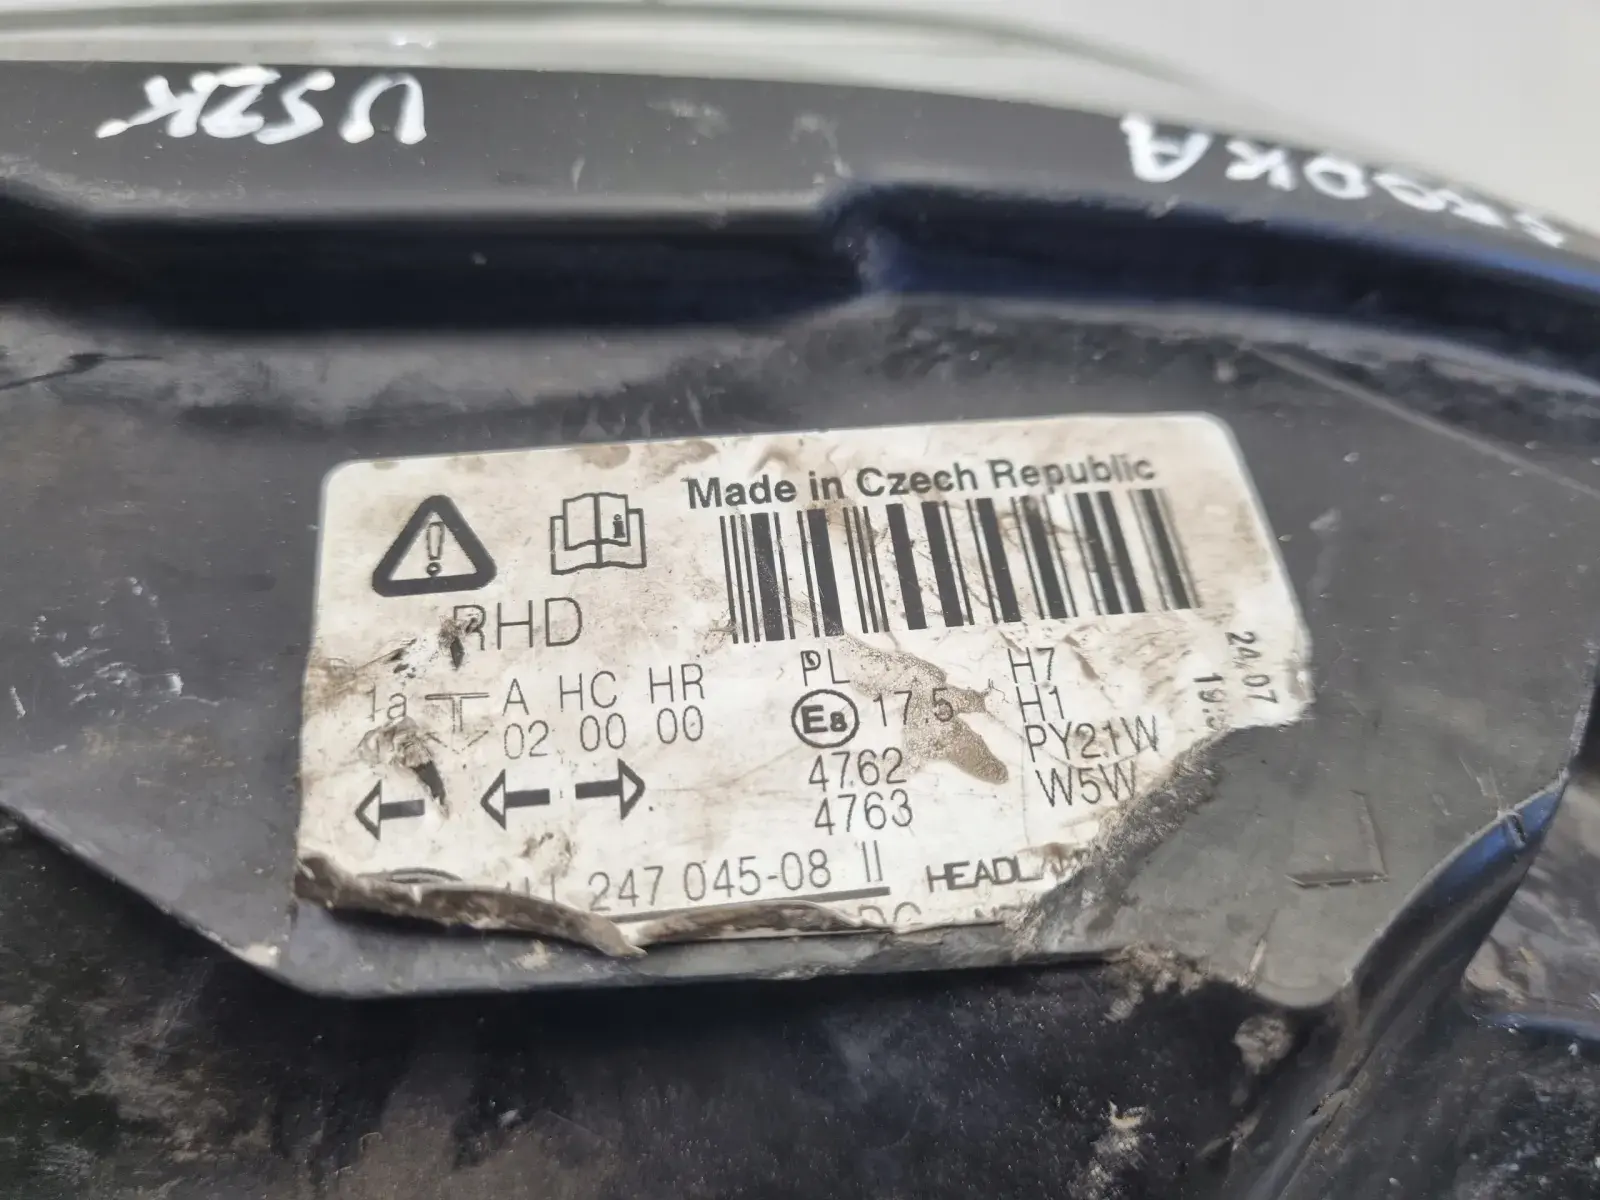 Made in Czech Republic
RHD
1a A HC HR PL H7
02 00 00 E8 17.5 H1
4762 PY21W
4763 W5W
24.07
247 045-08 II